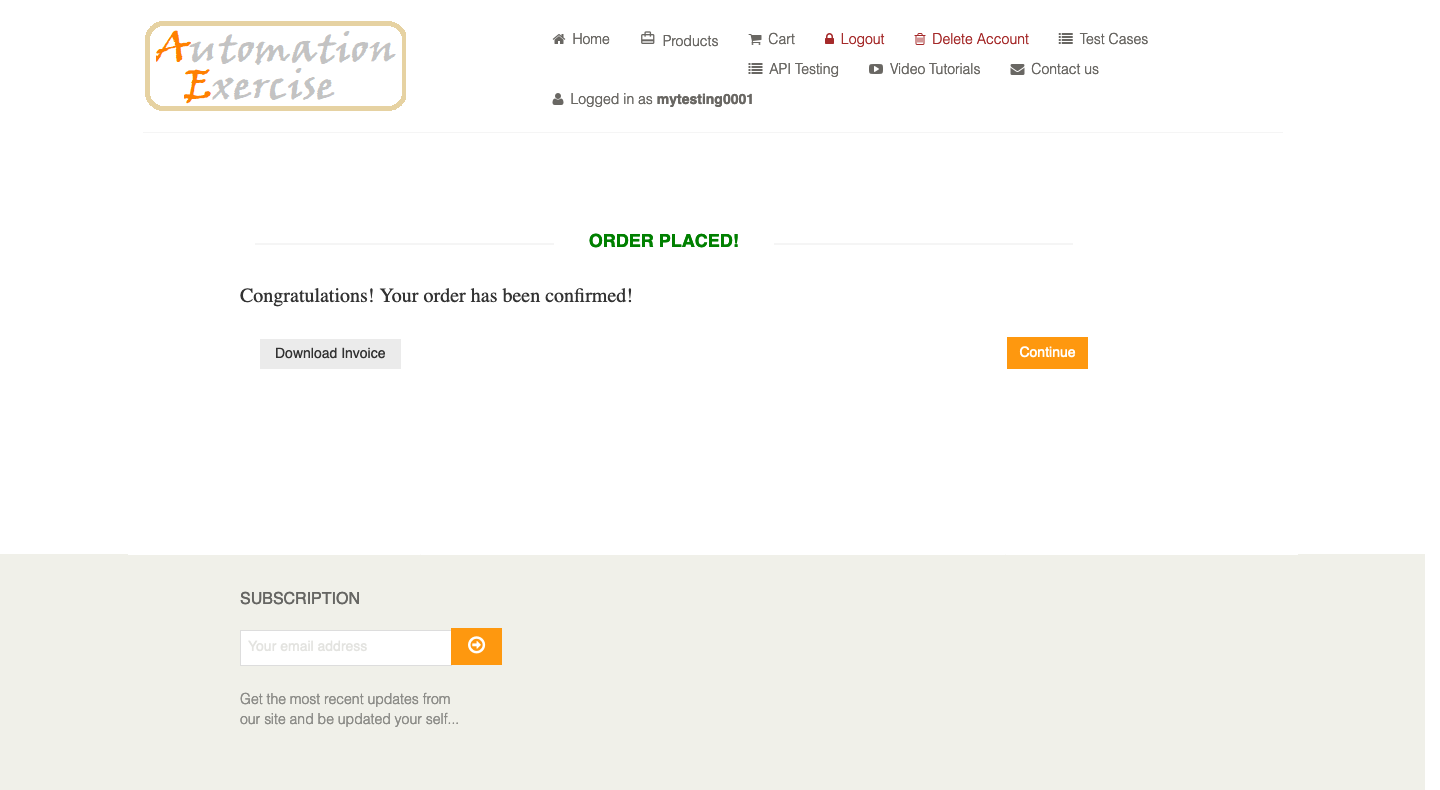 Automation
Exercise
Home Products Cart Logout Delete Account Test Cases
API Testing Video Tutorials Contact us
Logged in as mytesting0001
ORDER PLACED!
Congratulations! Your order has been confirmed!
Download Invoice Continue
SUBSCRIPTION
Your email address
Get the most recent updates from
our site and be updated your self...